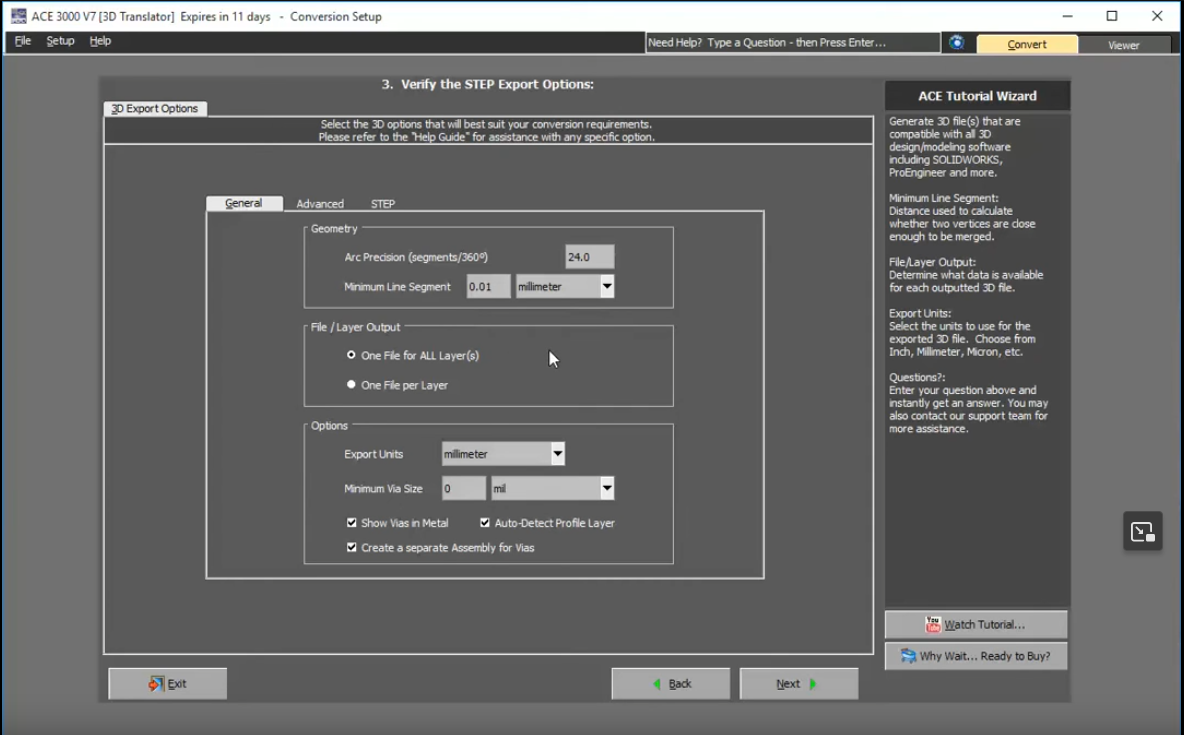 ACE 3000 V7 [3D Translator] Expires in 11 days - Conversion Setup
File Setup Help
Need Help? Type a Question - then Press Enter...
Convert
Viewer
3. Verify the STEP Export Options:
3D Export Options
Select the 3D options that will best suit your conversion requirements.
Please refer to the "Help Guide" for assistance with any specific option.
General Advanced STEP
Geometry
Arc Precision (segments/360º) 24.0
Minimum Line Segment 0.01 millimeter
File / Layer Output
One File for ALL Layer(s)
One File per Layer
Options
Export Units millimeter
Minimum Via Size 0 mil
Show Vias in Metal Auto-Detect Profile Layer
Create a separate Assembly for Vias
Exit
Back
Next
ACE Tutorial Wizard
Generate 3D file(s) that are
compatible with all 3D
design/modeling software
including SOLIDWORKS,
ProEngineer and more.
Minimum Line Segment:
Distance used to calculate
whether two vertices are close
enough to be merged.
File/Layer Output:
Determine what data is available
for each outputted 3D file.
Export Units:
Select the units to use for the
exported 3D file. Choose from
Inch, Millimeter, Micron, etc.
Questions?:
Enter your question above and
instantly get an answer. You may
also contact our support team for
more assistance.
You
Tube
Watch Tutorial...
Why Wait... Ready to Buy?